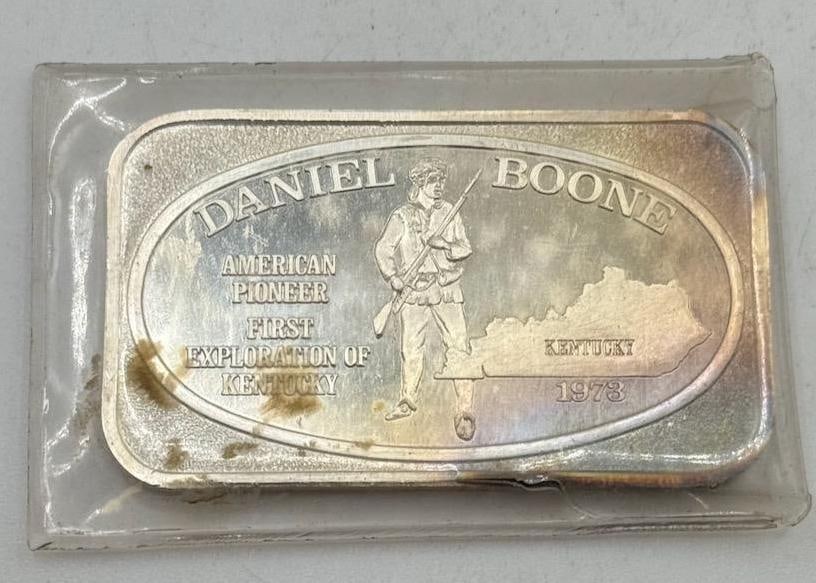 DANIEL BOONE
AMERICAN
PIONEER
FIRST
EXPLORATION OF
KENTUCKY
KENTUCKY
1973